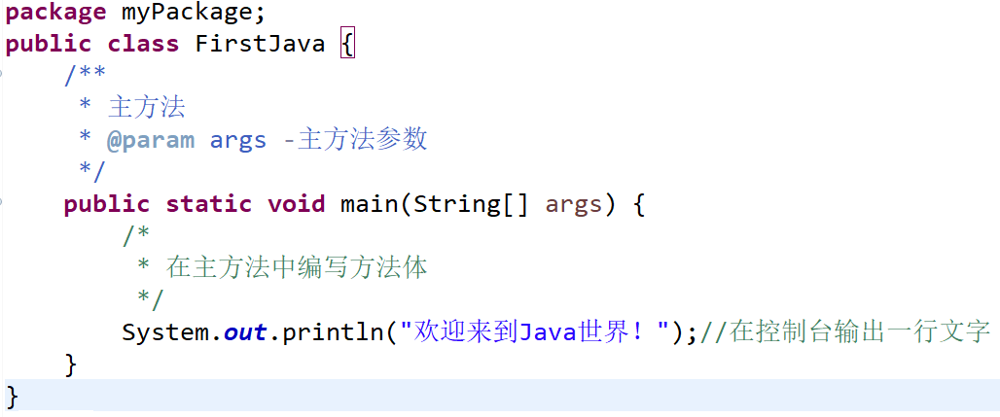 package myPackage;
public class FirstJava {
    /**
     * 主方法
     * @param args -主方法参数
     */
    public static void main(String[] args) {
        /*
         * 在主方法中编写方法体
         */
        System.out.println("欢迎来到Java世界！");//在控制台输出一行文字
    }
}